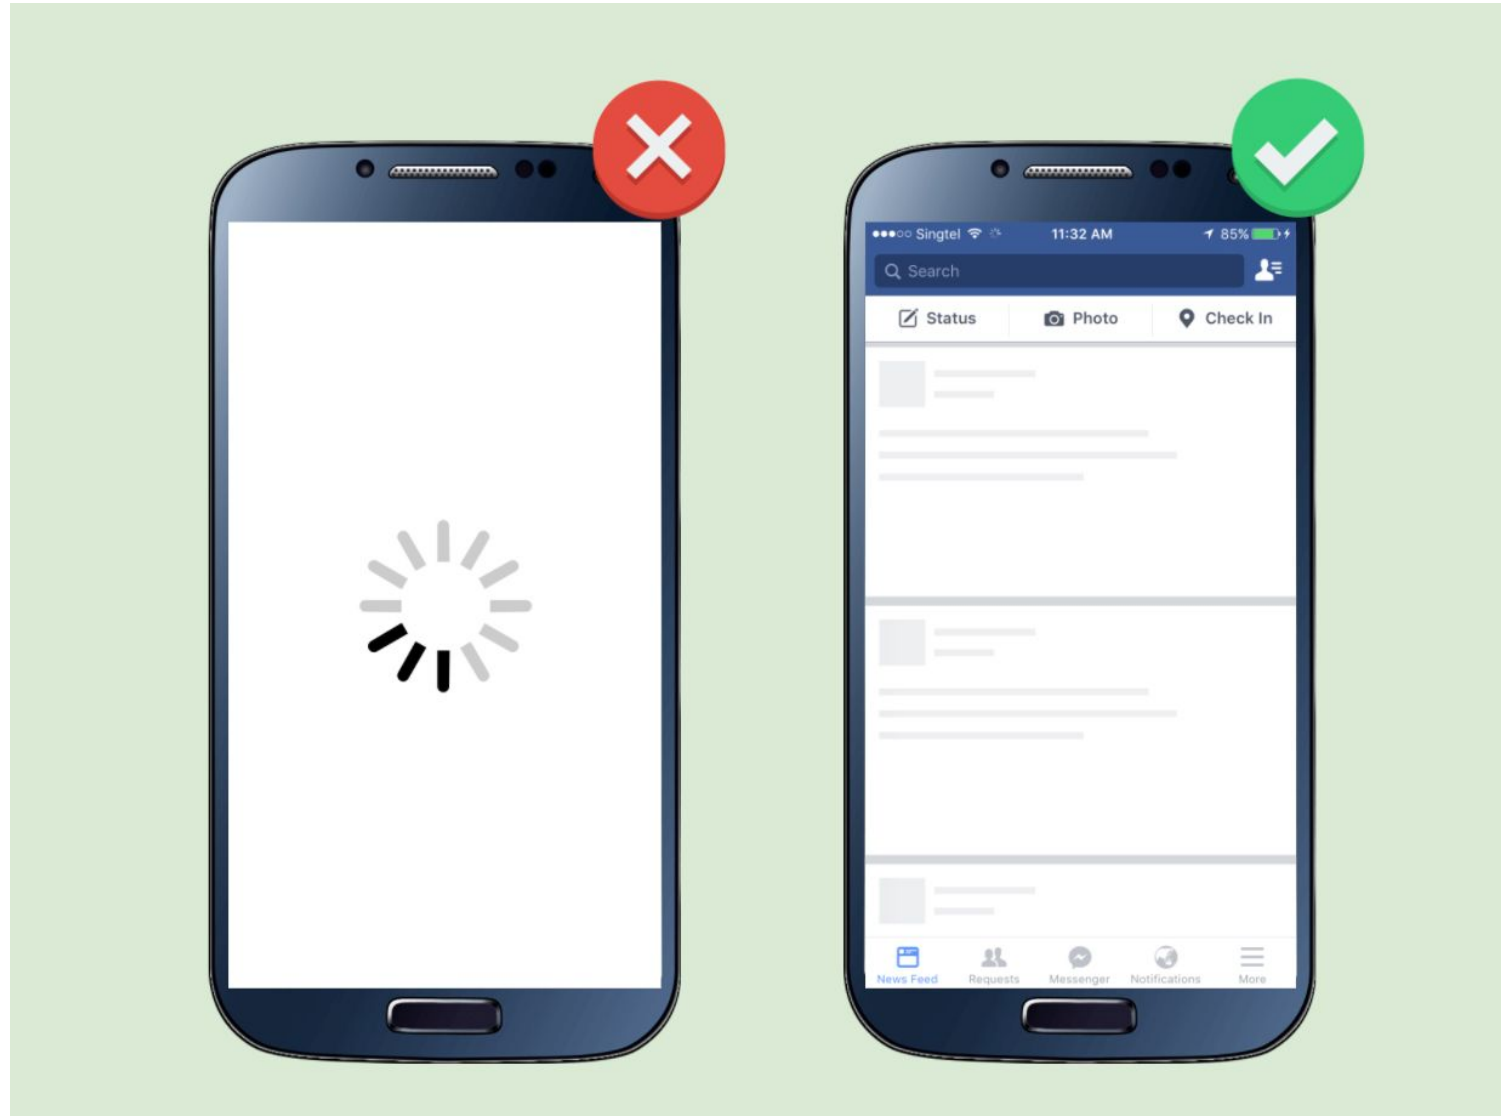 Singtel 11:32 AM 85%
Search
Status Photo Check In
News Feed Requests Messenger Notifications More